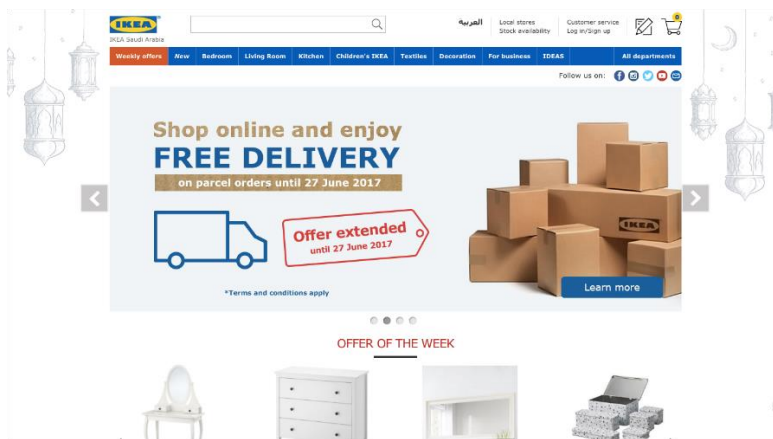 IKEA
IKEA Saudi Arabia
العربية
Local stores
Stock availability
Customer service
Log in/Sign up
0
Weekly offers New Bedroom Living Room Kitchen Children's IKEA Textiles Decoration For business IDEAS All departments
Follow us on:
Shop online and enjoy
FREE DELIVERY
on parcel orders until 27 June 2017
Offer extended
until 27 June 2017
IKEA
*Terms and conditions apply
Learn more
OFFER OF THE WEEK